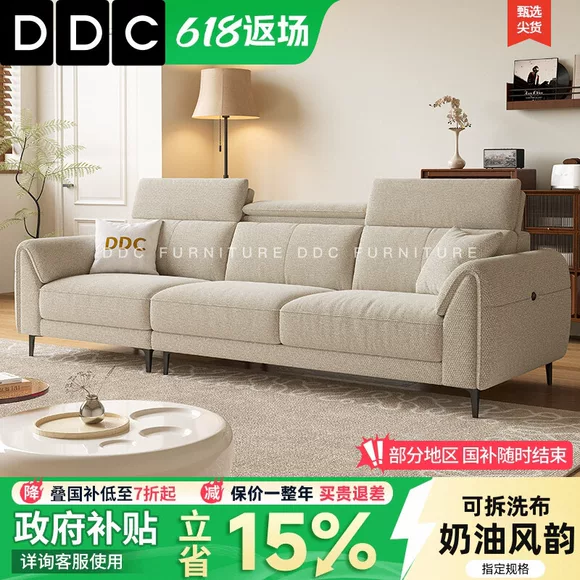 DDC
618返场
甄选
尖货
DDC
DDC FURNITURE DDC FURNITURE
部分地区 国补随时结束
降 叠国补低至7折起 减 保价一整年 买贵退差
政府补贴
详询客服使用
立省15%
可拆洗布
奶油风韵
指定规格